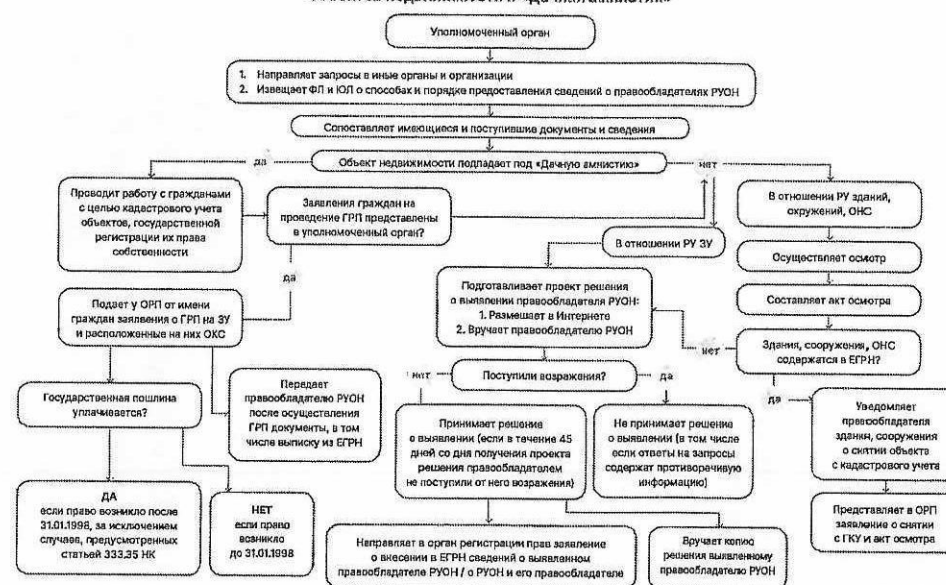 Уполномоченный орган
1. Направляет запросы в иные органы и организации
2. Извещает ФЛ и ЮЛ о способах и порядке предоставления сведений о правообладателях РУОН
Сопоставляет имеющиеся и поступившие документы и сведения
да
Объект недвижимости подпадает под «Дачную амнистию»
нет
Проводит работу с гражданами
с целью кадастрового учета
объектов, государственной
регистрации их права
собственности
Заявления граждан на
проведение ГРП представлены
в уполномоченный орган?
В отношении РУ зданий,
окружений, ОНС
В отношении РУ ЗУ
Осуществляет осмотр
да
Подготавливает проект решения
о выявлении правообладателя РУОН:
1. Размешает в Интернете
2. Вручает правообладателю РУОН
Составляет акт осмотра
Подает у ОРП от имени
граждан заявления о ГРП на ЗУ
и расположенные на них ОКС
нет
Здания, сооружения, ОНС
содержатся в ЕГРН?
нет
Поступили возражения?
да
да
Государственная пошлина
уплачивается?
Передает
правообладателю РУОН
после осуществления
ГРП документы, в том
числе выписку из ЕГРН
Принимает решение
о выявлении (если в течение 45
дней со дня получения проекта
решения правообладателем
не поступили от него возражения)
Не принимает решение
о выявлении (в том числе
если ответы на запросы
содержат противоречивую
информацию)
Уведомляет
правообладателя
здания, сооружения
о снятии объекта
с кадастрового учета
ДА
если право возникло после
31.01.1998, за исключением
случаев, предусмотренных
статьей 333.35 НК
НЕТ
если право
возникло
до 31.01.1998
Представляет в ОРП
заявление о снятии
с ГКУ и акт осмотра
Направляет в орган регистрации прав заявление
о внесении в ЕГРН сведений о выявленном
правообладателе РУОН / о РУОН и его правообладателе
Вручает копию
решения выявленному
правообладателю РУОН